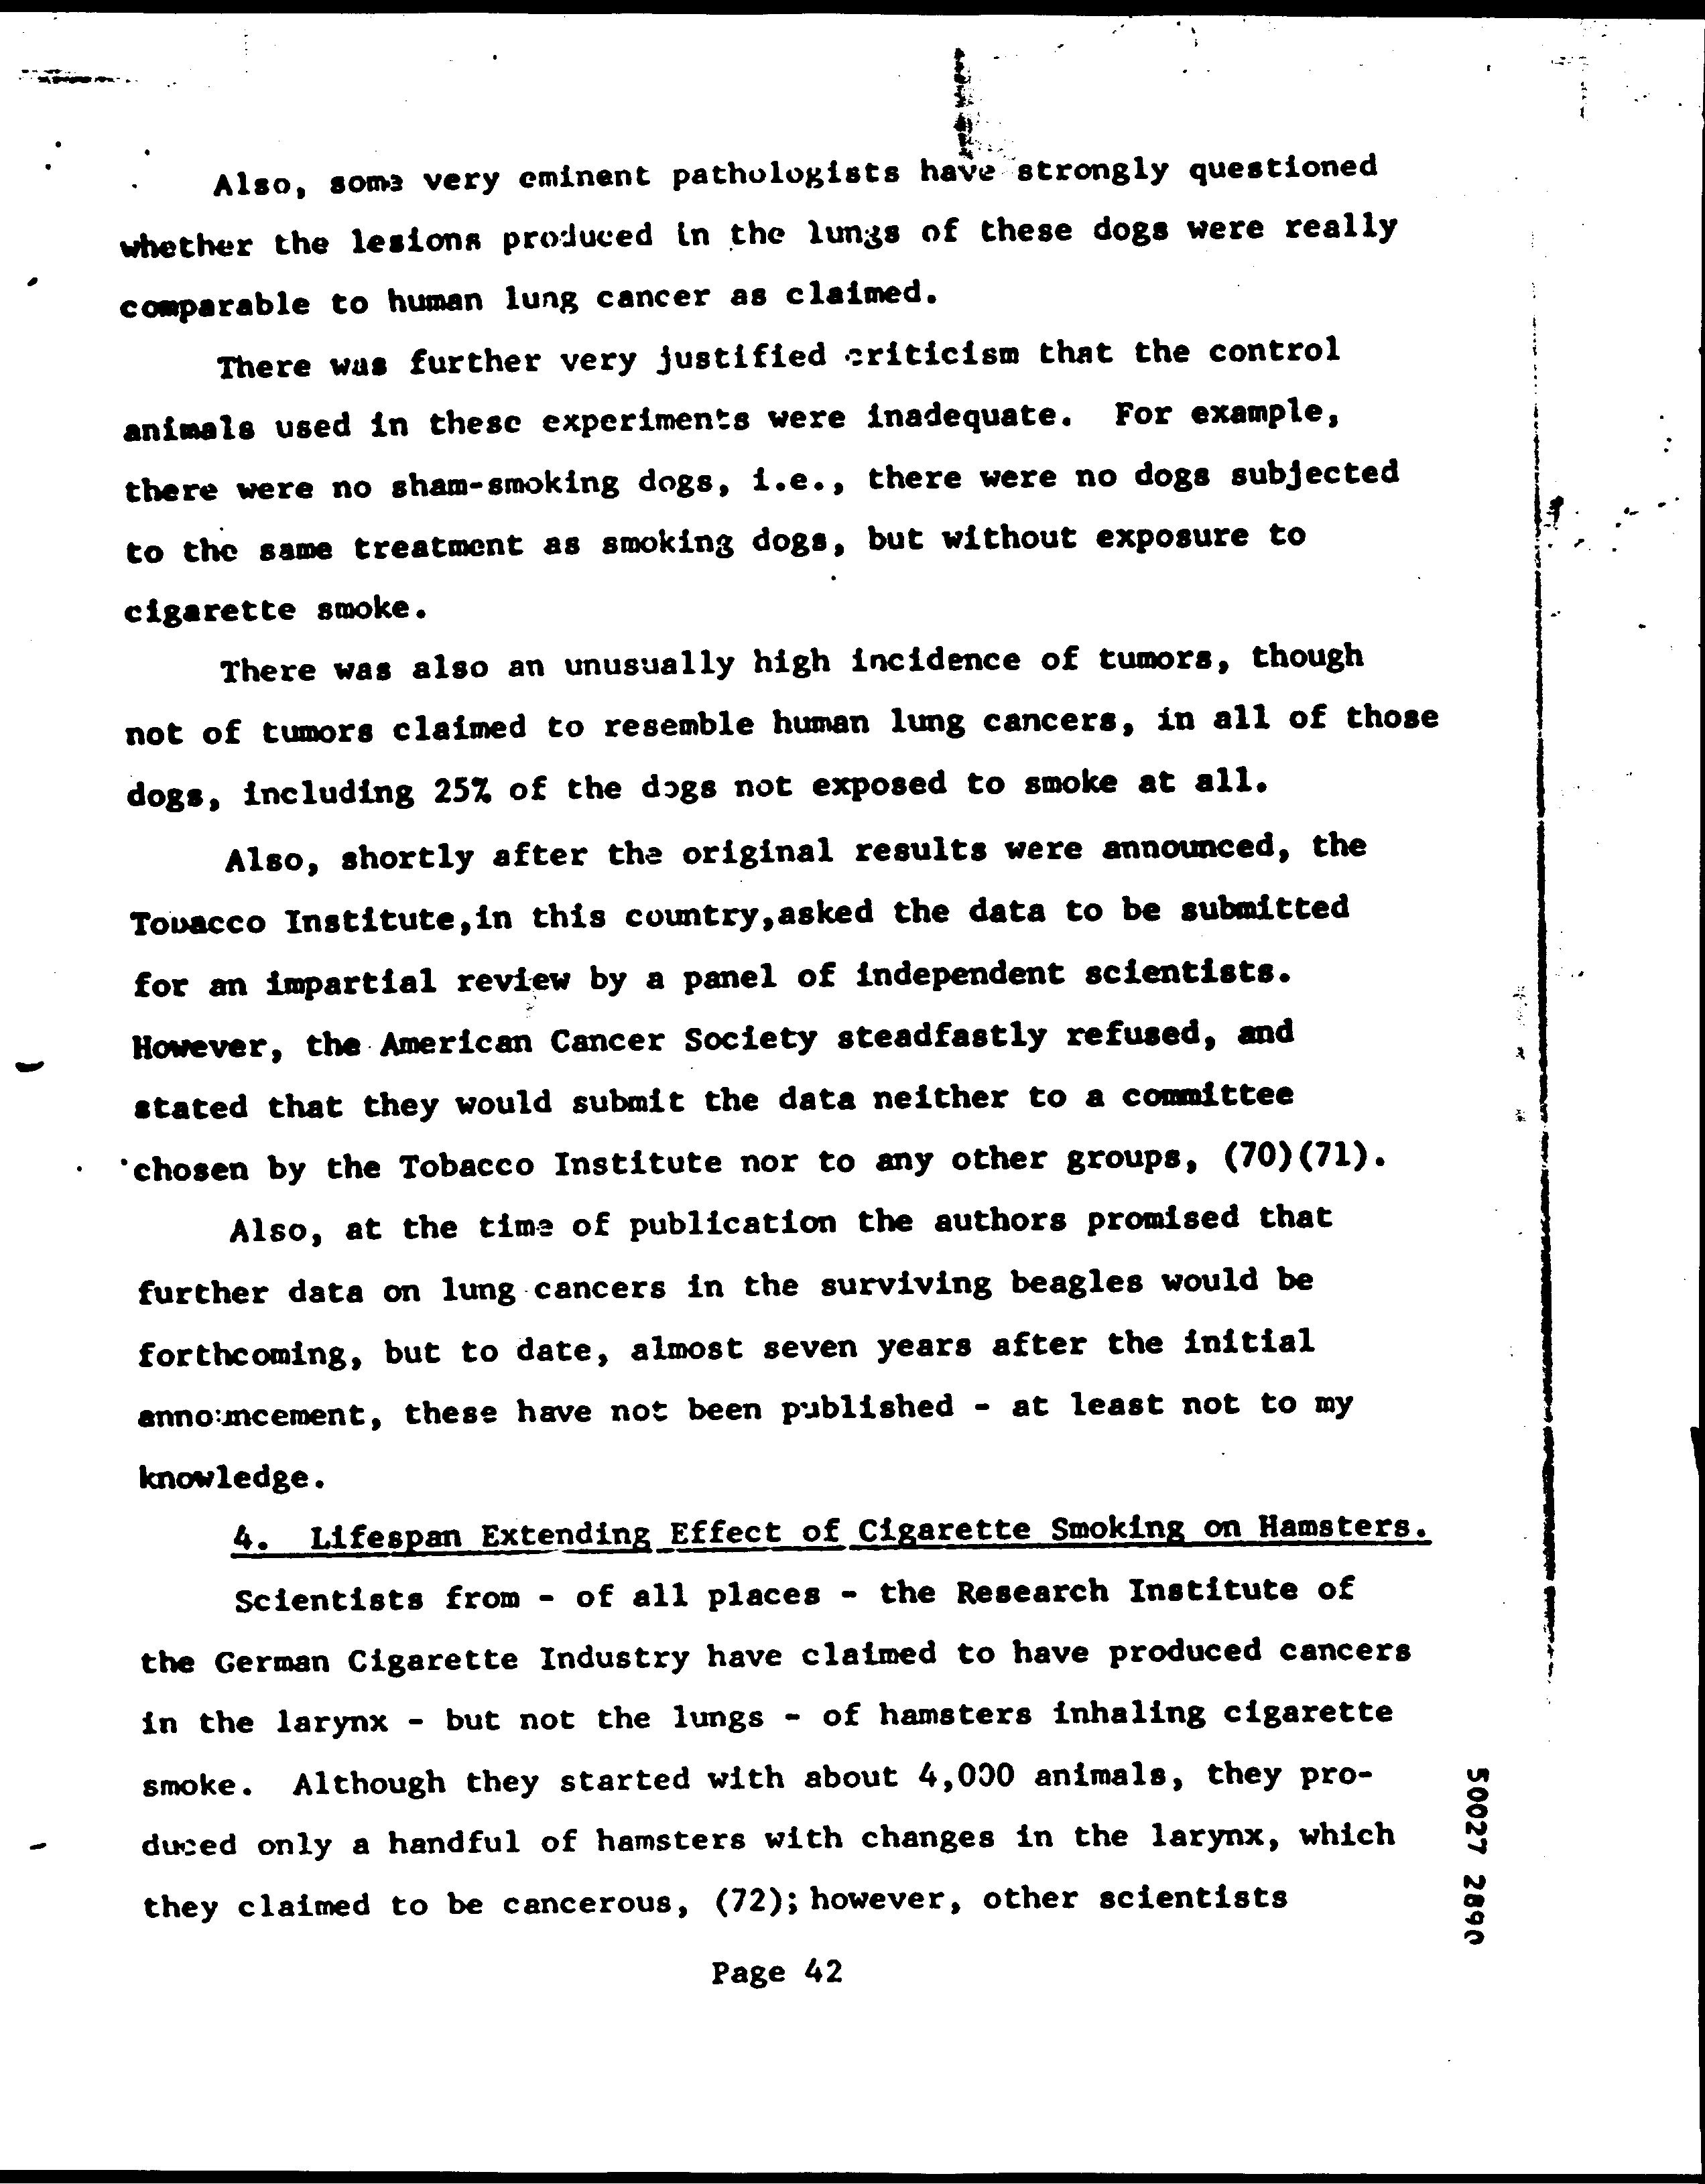 Also, some very eminent pathologists have strongly questioned
whether the lesions produced in the lungs of these dogs were really
comparable to human lung cancer as claimed.
There was further very justified criticism that the control
animals used in these experiments were inadequate. For example,
there were no sham-smoking dogs, i.e., there were no dogs subjected
to the same treatment as smoking dogs, but without exposure to
cigarette smoke.
There was also an unusually high incidence of tumors, though
not of tumors claimed to resemble human lung cancers, in all of those
dogs, including 25% of the dogs not exposed to smoke at all.
Also, shortly after the original results were announced, the
Tobacco Institute,in this country,asked the data to be submitted
for an impartial review by a panel of independent scientists.
However, the American Cancer Society steadfastly refused, and
stated that they would submit the data neither to a committee
chosen by the Tobacco Institute nor to any other groups, (70)(71).
Also, at the time of publication the authors promised that
further data on lung cancers in the surviving beagles would be
forthcoming, but to date, almost seven years after the initial
announcement, these have not been published - at least not to my
knowledge.
4. Lifespan Extending Effect of Cigarette Smoking on Hamsters.
Scientists from - of all places - the Research Institute of
the German Cigarette Industry have claimed to have produced cancers
in the larynx - but not the lungs - of hamsters inhaling cigarette
smoke. Although they started with about 4,000 animals, they pro-
duced only a handful of hamsters with changes in the larynx, which
they claimed to be cancerous, (72); however, other scientists
Page 42
50027 2890